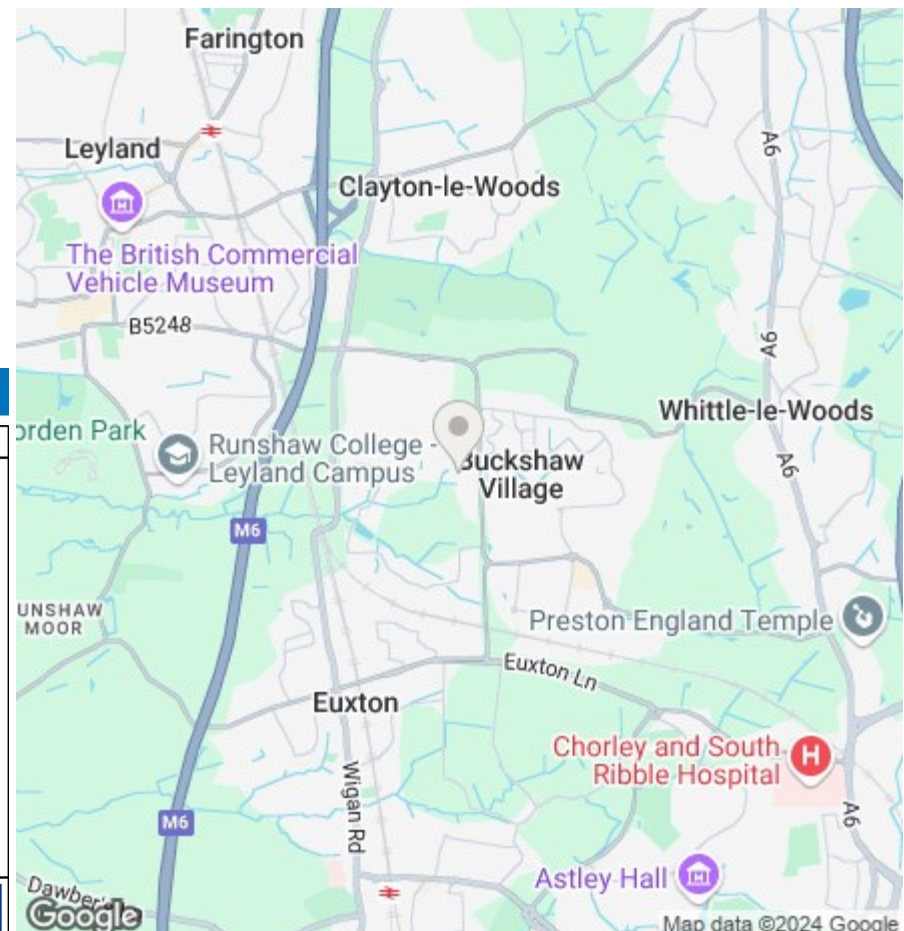 Farington
Leyland
Clayton-le-Woods
A6
The British Commercial
Vehicle Museum
B5248
A6
Whittle-le-Woods
orden Park
Runshaw College -
Leyland Campus
Buckshaw
Village
A6
M6
UNSHAW
MOOR
Preston England Temple
Euxton Ln
Euxton
Chorley and South
Ribble Hospital
H
Wigan Rd
A6
M6
Astley Hall
Dawber's
Google
Map data ©2024 Google